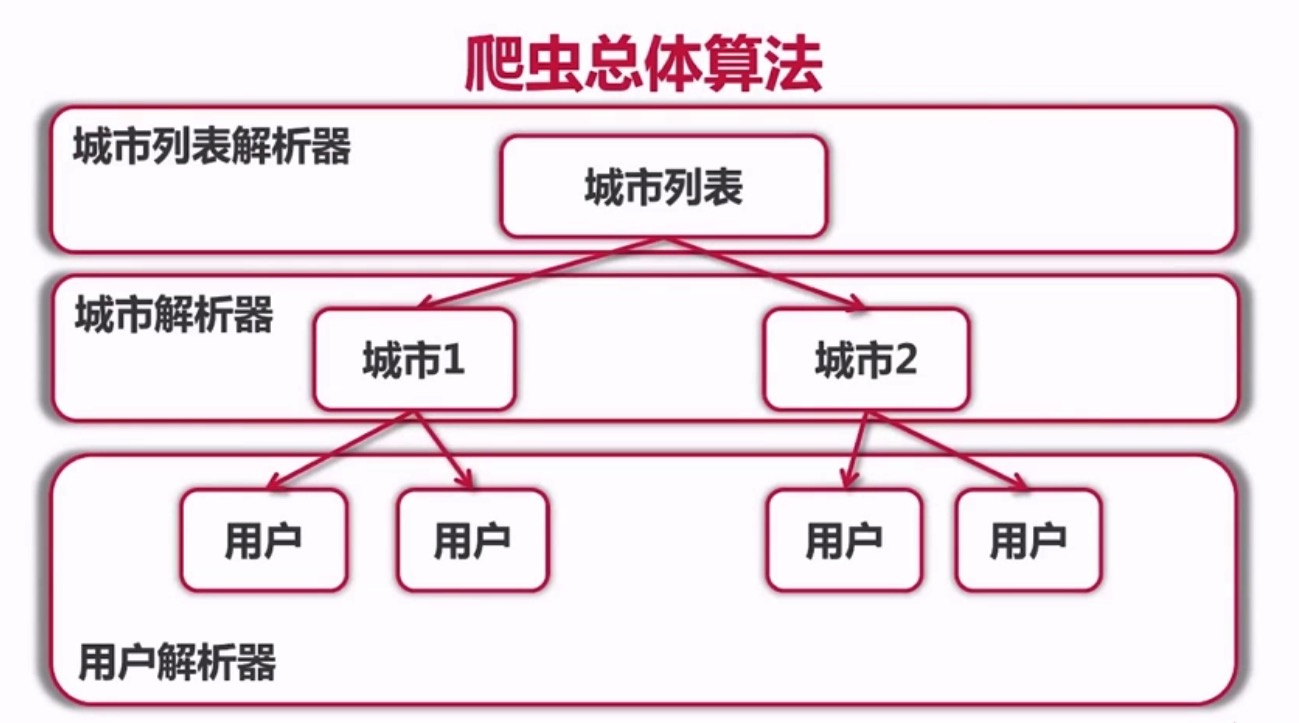 爬虫总体算法
城市列表解析器
城市列表
城市解析器
城市1
城市2
用户
用户
用户
用户
用户解析器